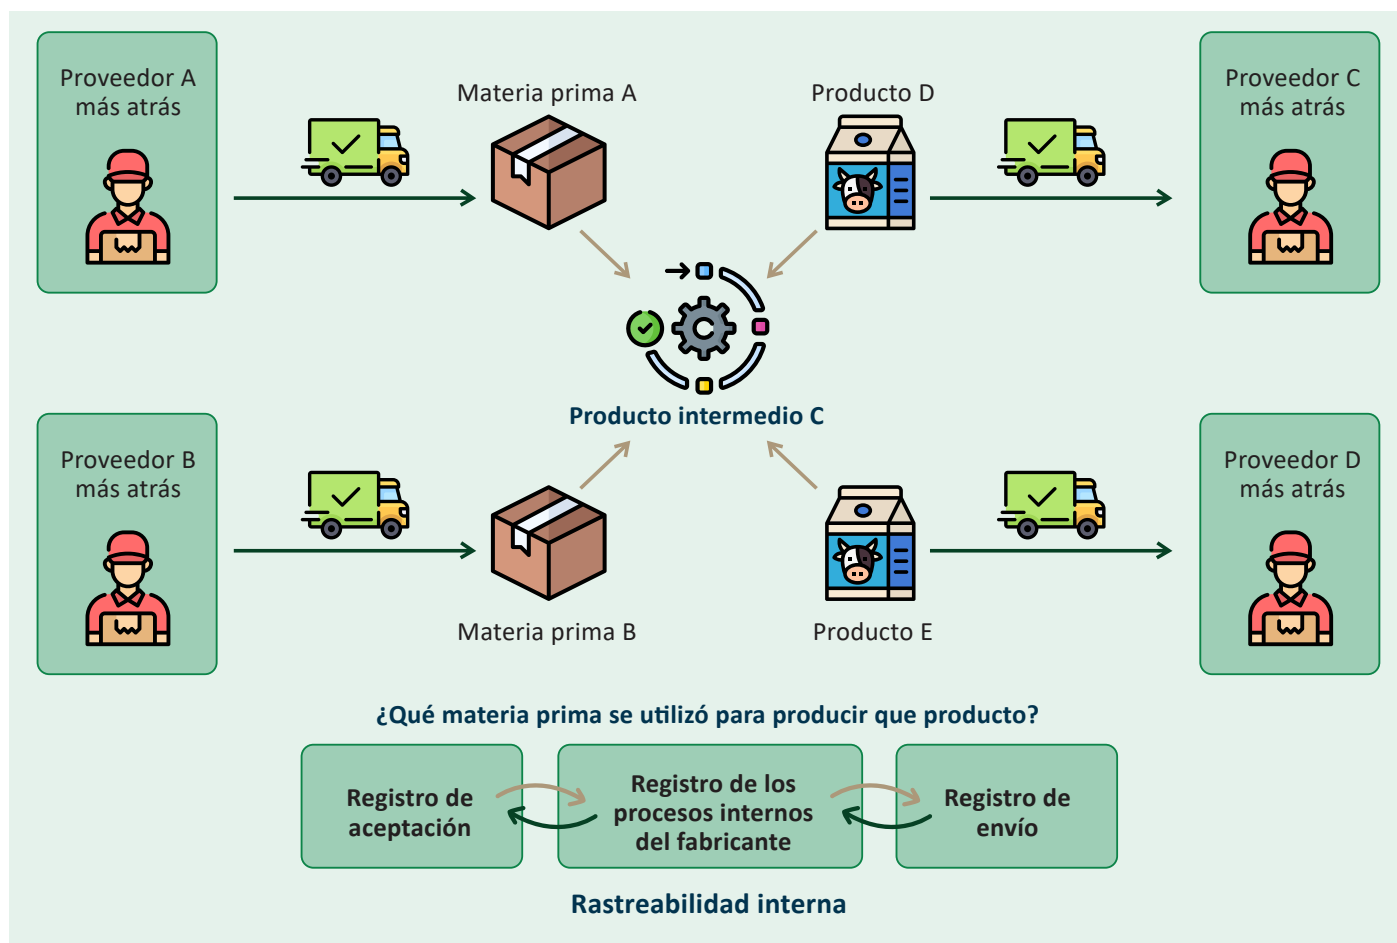 Proveedor A
más atrás
Materia prima A
Producto D
Proveedor C
más atrás
Producto intermedio C
Proveedor B
más atrás
Materia prima B
Producto E
Proveedor D
más atrás
¿Qué materia prima se utilizó para producir que producto?
Registro de
aceptación
Registro de los
procesos internos
del fabricante
Registro de
envío
Rastreabilidad interna